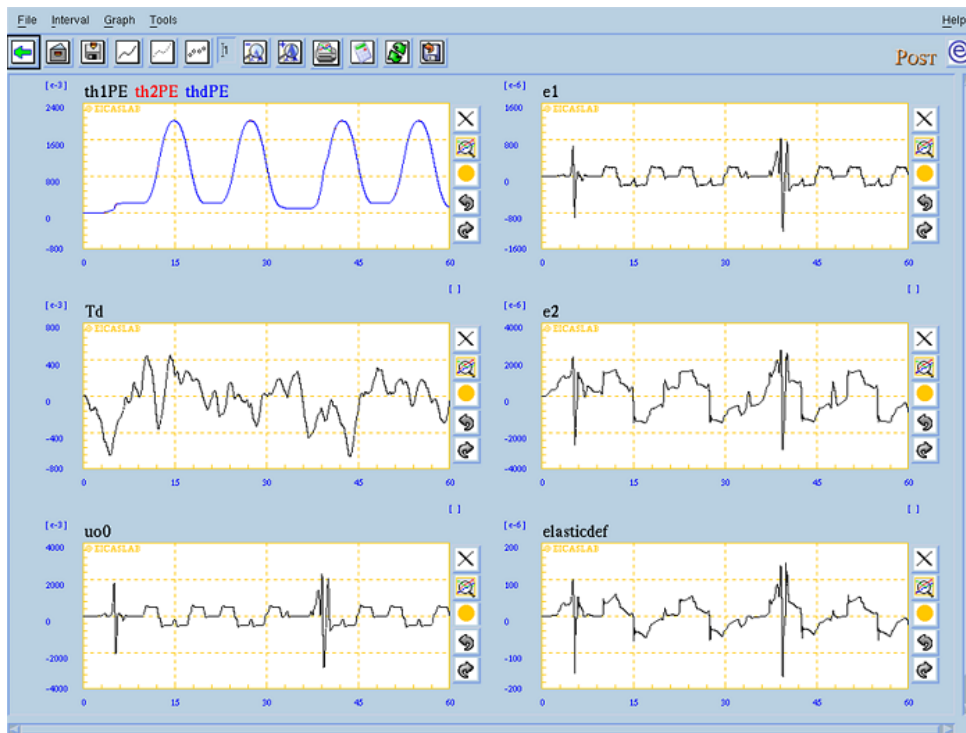 File Interval Graph Tools Help
POST e
[e-3] th1PE th2PE thdPE
© EICASLAB
2400
1600
800
0
-800
0 15 30 45 60
[ ]
[e-6] e1
1600
800
0
-800
-1600
0 15 30 45 60
[ ]
[e-3] Td
© EICASLAB
800
400
0
-400
-800
0 15 30 45 60
[ ]
[e-6] e2
© EICASLAB
4000
2000
0
-2000
-4000
0 15 30 45 60
[ ]
[e-3] uo0
© EICASLAB
4000
2000
0
-2000
-4000
0 15 30 45 60
[e-6] elasticdef
© EICASLAB
200
100
0
-100
-200
0 15 30 45 60